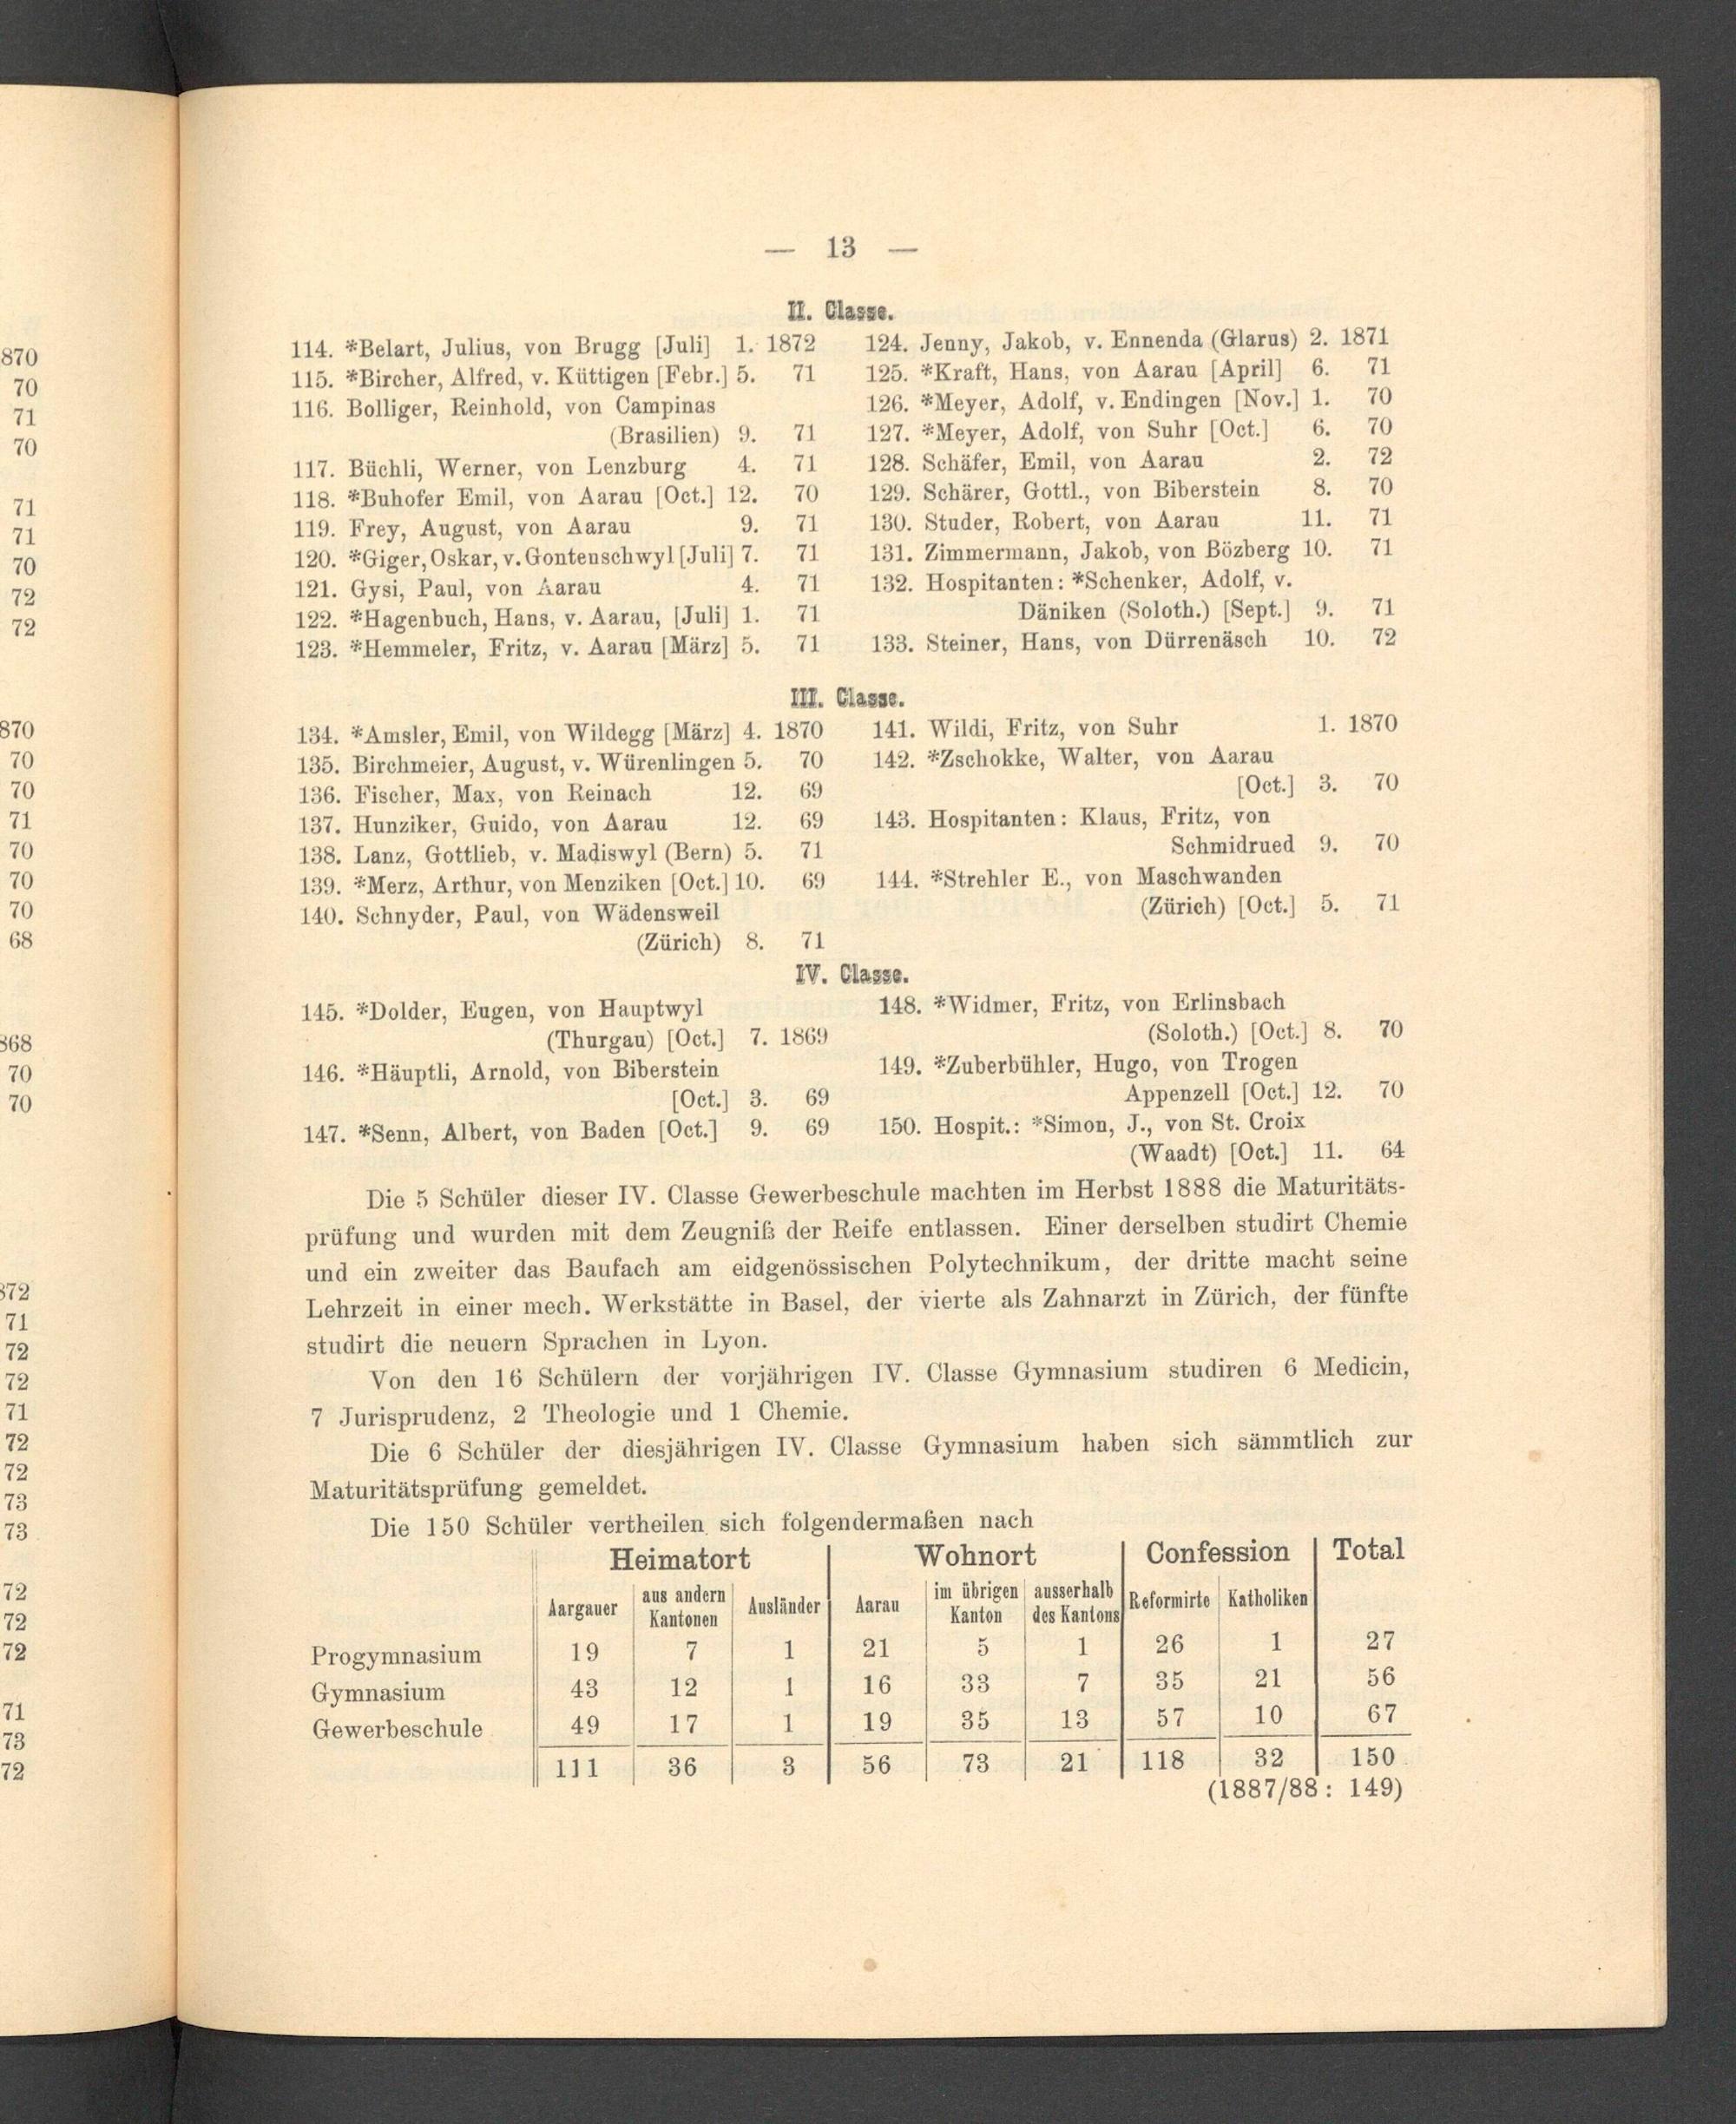 — 13 —
II. Classe.
114. *Belart, Julius, von Brugg [Juli] 1. 1872
115. *Bircher, Alfred, v. Küttigen [Febr.] 5. 71
116. Bolliger, Reinhold, von Campinas
(Brasilien) 9. 71
117. Büchli, Werner, von Lenzburg 4. 71
118. *Buhofer Emil, von Aarau [Oct.] 12. 70
119. Frey, August, von Aarau 9. 71
120. *Giger, Oskar, v. Gontenschwyl [Juli] 7. 71
121. Gysi, Paul, von Aarau 4. 71
122. *Hagenbuch, Hans, v. Aarau, [Juli] 1. 71
123. *Hemmeler, Fritz, v. Aarau [März] 5. 71
124. Jenny, Jakob, v. Ennenda (Glarus) 2. 1871
125. *Kraft, Hans, von Aarau [April] 6. 71
126. *Meyer, Adolf, v. Endingen [Nov.] 1. 70
127. *Meyer, Adolf, von Suhr [Oct.] 6. 70
128. Schäfer, Emil, von Aarau 2. 72
129. Schärer, Gottl., von Biberstein 8. 70
130. Studer, Robert, von Aarau 11. 71
131. Zimmermann, Jakob, von Bözberg 10. 71
132. Hospitanten: *Schenker, Adolf, v.
Däniken (Soloth.) [Sept.] 9. 71
133. Steiner, Hans, von Dürrenäsch 10. 72
III. Classe.
134. *Amsler, Emil, von Wildegg [März] 4. 1870
135. Birchmeier, August, v. Würenlingen 5. 70
136. Fischer, Max, von Reinach 12. 69
137. Hunziker, Guido, von Aarau 12. 69
138. Lanz, Gottlieb, v. Madiswyl (Bern) 5. 71
139. *Merz, Arthur, von Menziken [Oct.] 10. 69
140. Schnyder, Paul, von Wädensweil
(Zürich) 8. 71
141. Wildi, Fritz, von Suhr 1. 1870
142. *Zschokke, Walter, von Aarau
[Oct.] 3. 70
143. Hospitanten: Klaus, Fritz, von
Schmidrued 9. 70
144. *Strehler E., von Maschwanden
(Zürich) [Oct.] 5. 71
IV. Classe.
145. *Dolder, Eugen, von Hauptwyl
(Thurgau) [Oct.] 7. 1869
146. *Häuptli, Arnold, von Biberstein
[Oct.] 3. 69
147. *Senn, Albert, von Baden [Oct.] 9. 69
148. *Widmer, Fritz, von Erlinsbach
(Soloth.) [Oct.] 8. 70
149. *Zuberbühler, Hugo, von Trogen
Appenzell [Oct.] 12. 70
150. Hospit.: *Simon, J., von St. Croix
(Waadt) [Oct.] 11. 64
Die 5 Schüler dieser IV. Classe Gewerbeschule machten im Herbst 1888 die Maturitäts-
prüfung und wurden mit dem Zeugniß der Reife entlassen. Einer derselben studirt Chemie
und ein zweiter das Baufach am eidgenössischen Polytechnikum, der dritte macht seine
Lehrzeit in einer mech. Werkstätte in Basel, der vierte als Zahnarzt in Zürich, der fünfte
studirt die neuern Sprachen in Lyon.
Von den 16 Schülern der vorjährigen IV. Classe Gymnasium studiren 6 Medicin,
7 Jurisprudenz, 2 Theologie und 1 Chemie.
Die 6 Schüler der diesjährigen IV. Classe Gymnasium haben sich sämmtlich zur
Maturitätsprüfung gemeldet.
Die 150 Schüler vertheilen sich folgendermaßen nach
Heimatort Wohnort Confession Total
Aargauer aus andern Kantonen Ausländer Aarau im übrigen Kanton ausserhalb des Kantons Reformirte Katholiken
Progymnasium 19 7 1 21 5 1 26 1 27
Gymnasium 43 12 1 16 33 7 35 21 56
Gewerbeschule 49 17 1 19 35 13 57 10 67
111 36 3 56 73 21 118 32 150
(1887/88: 149)